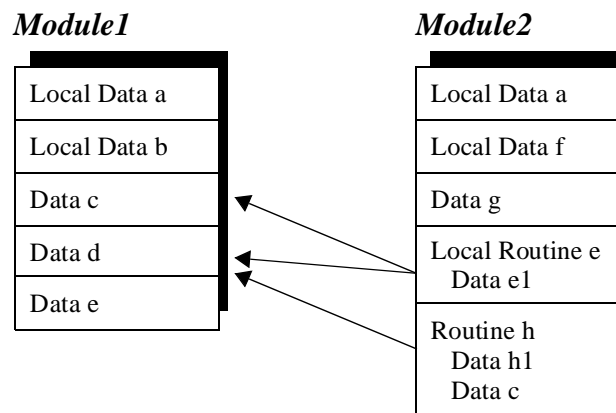 Module1
Local Data a
Local Data b
Data c
Data d
Data e
Module2
Local Data a
Local Data f
Data g
Local Routine e
Data e1
Routine h
Data h1
Data c